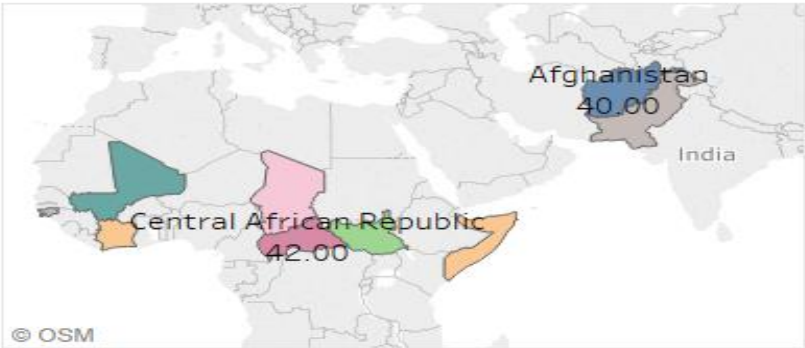 Afghanistan
40.00
India
Central African Republic
42.00
© OSM